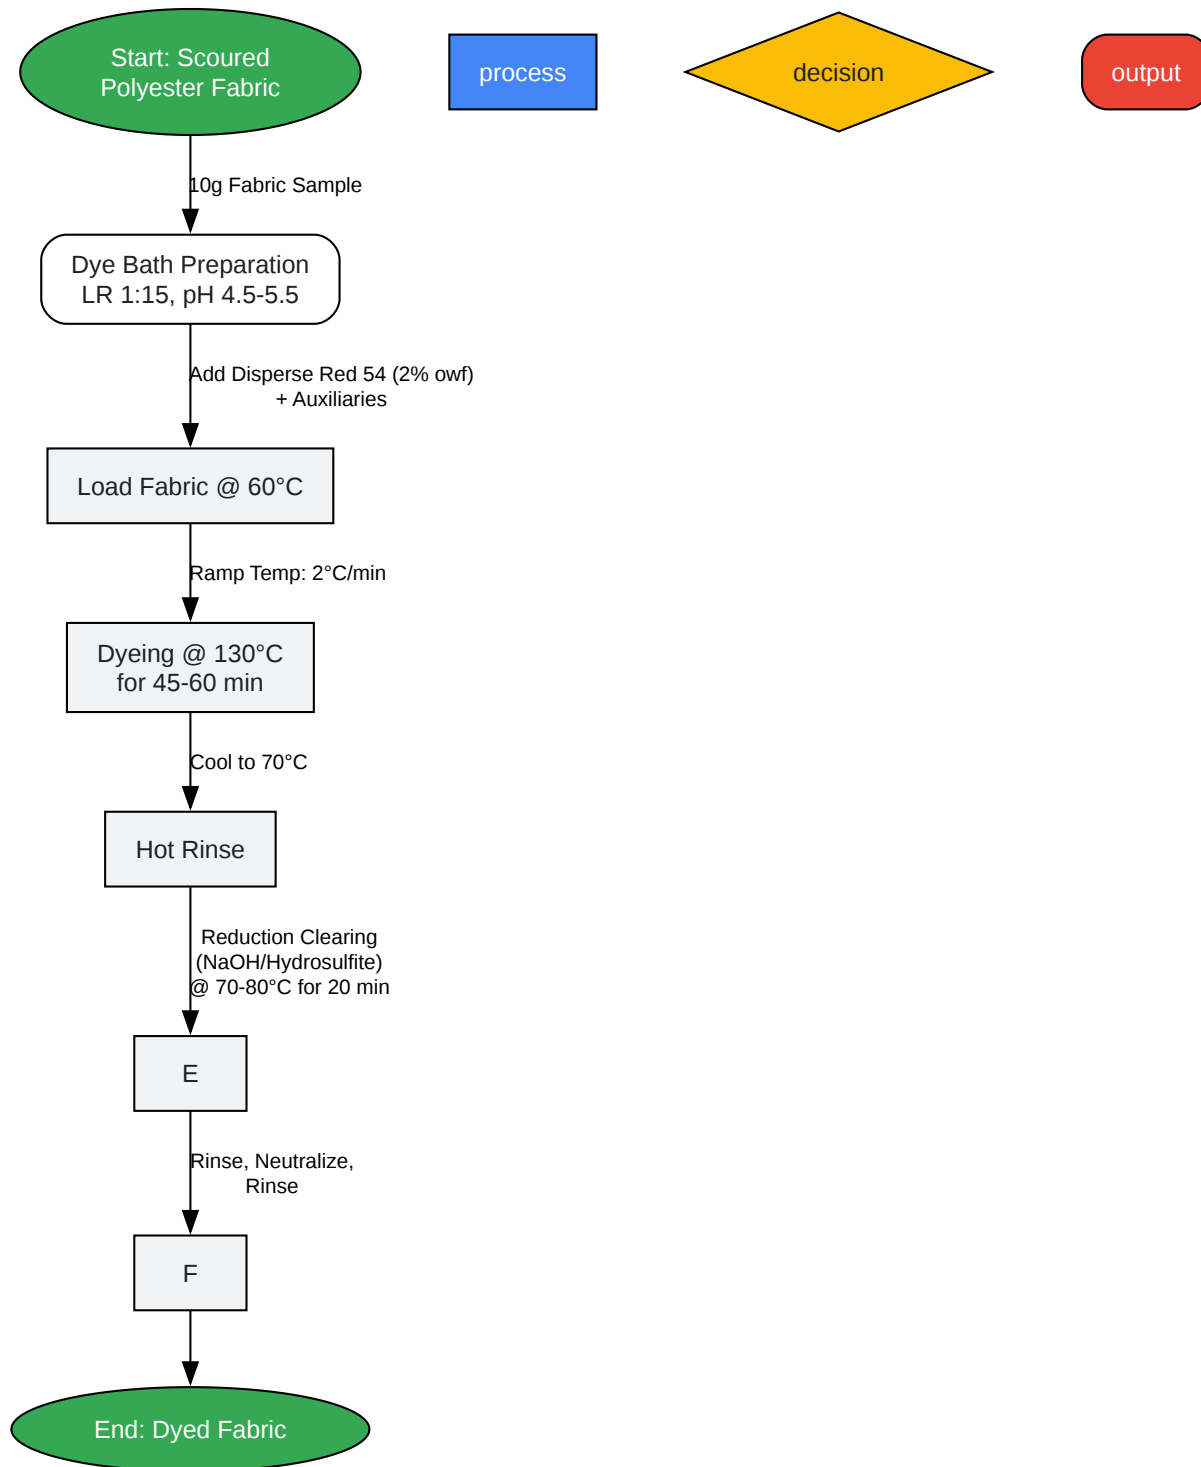 Start: Scoured
Polyester Fabric
process
decision
output
10g Fabric Sample
Dye Bath Preparation
LR 1:15, pH 4.5-5.5
Add Disperse Red 54 (2% owf)
+ Auxiliaries
Load Fabric @ 60°C
Ramp Temp: 2°C/min
Dyeing @ 130°C
for 45-60 min
Cool to 70°C
Hot Rinse
Reduction Clearing
(NaOH/Hydrosulfite)
@ 70-80°C for 20 min
E
Rinse, Neutralize,
Rinse
F
End: Dyed Fabric